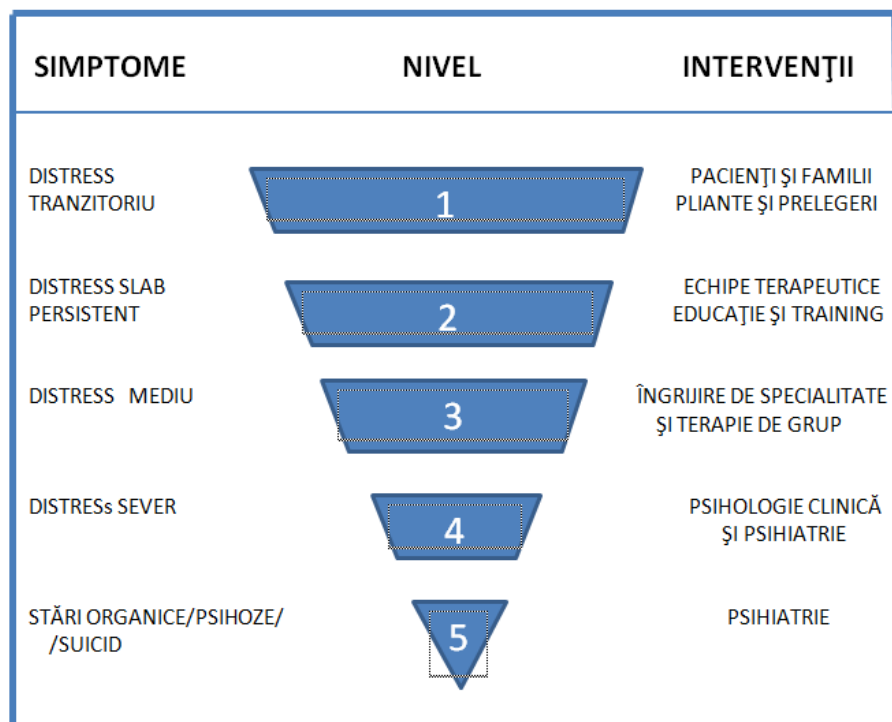 SIMPTOME NIVEL INTERVENŢII
DISTRESS
TRANZITORIU
1
PACIENŢI ŞI FAMILII
PLIANTE ŞI PRELEGERI
DISTRESS SLAB
PERSISTENT
2
ECHIPE TERAPEUTICE
EDUCAŢIE ŞI TRAINING
DISTRESS MEDIU
3
ÎNGRIJIRE DE SPECIALITATE
ŞI TERAPIE DE GRUP
DISTRESs SEVER
4
PSIHOLOGIE CLINICĂ
ŞI PSIHIATRIE
STĂRI ORGANICE/PSIHOZE/
/SUICID
5
PSIHIATRIE